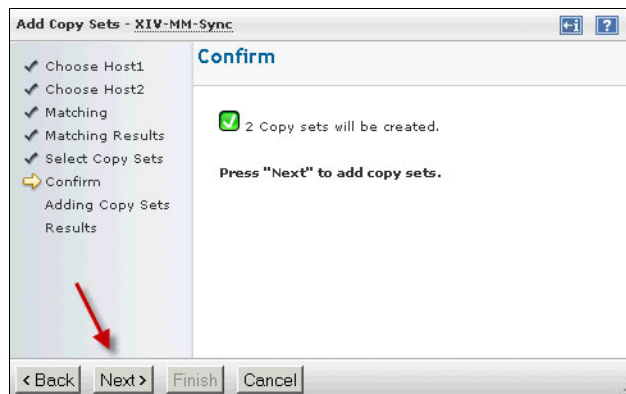 Add Copy Sets - XIV-MM-Sync
?
Choose Host1
Choose Host2
Matching
Matching Results
Select Copy Sets
Confirm
Adding Copy Sets
Results
Confirm
2 Copy sets will be created.
Press "Next" to add copy sets.
< Back
Next >
Finish
Cancel